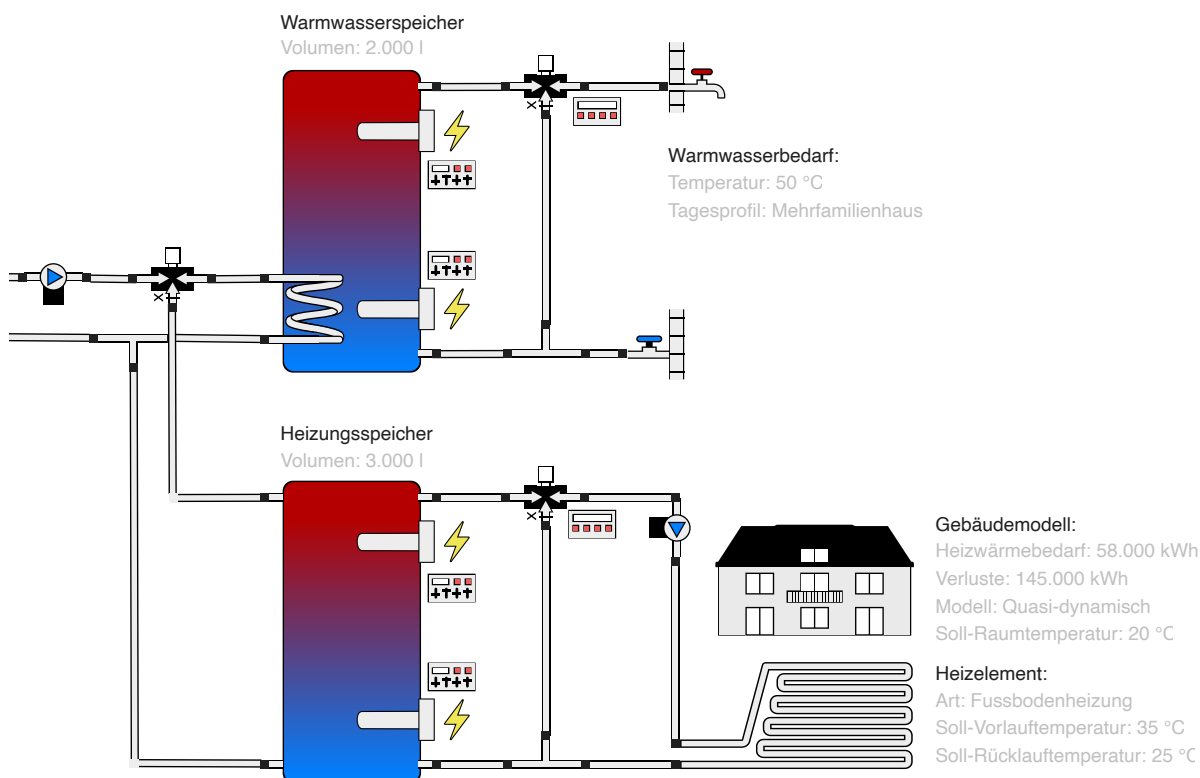 Warmwasserspeicher
Volumen: 2.000 l
X
Warmwasserbedarf:
Temperatur: 50 °C
Tagesprofil: Mehrfamilienhaus
X
Heizungsspeicher
Volumen: 3.000 l
X
Gebäudemodell:
Heizwärmebedarf: 58.000 kWh
Verluste: 145.000 kWh
Modell: Quasi-dynamisch
Soll-Raumtemperatur: 20 °C
Heizelement:
Art: Fussbodenheizung
Soll-Vorlauftemperatur: 35 °C
Soll-Rücklauftemperatur: 25 °C